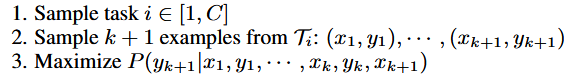 1. Sample task i ∈ [1, C]
2. Sample k + 1 examples from 𝒯ᵢ: (x₁, y₁), ⋯ , (xₖ₊₁, yₖ₊₁)
3. Maximize P(yₖ₊₁|x₁, y₁, ⋯ , xₖ, yₖ, xₖ₊₁)